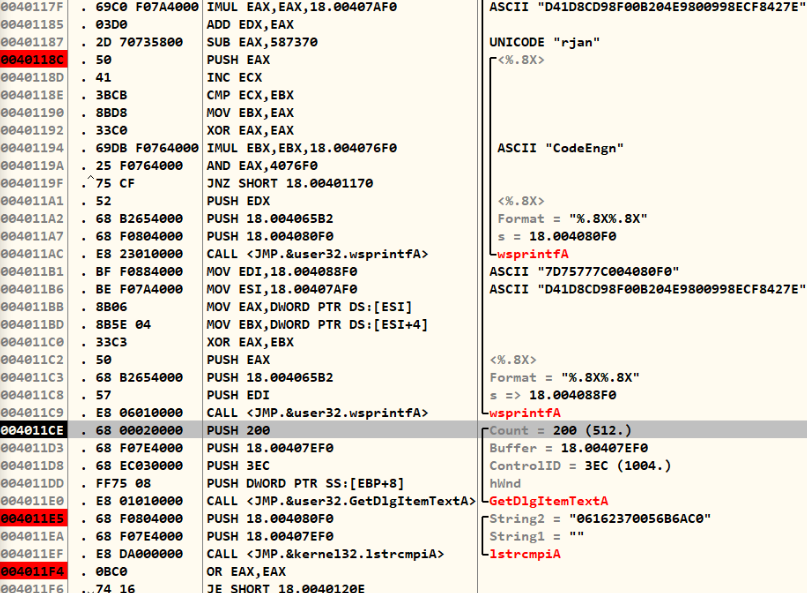 0040117F . 69C0 F07A4000 IMUL EAX,EAX,18.00407AF0 ASCII "D41D8CD98F00B204E9800998ECF8427E"
00401185 . 03D0 ADD EDX,EAX
00401187 . 2D 70735800 SUB EAX,587370 UNICODE "rjan"
0040118C . 50 PUSH EAX <%.8X>
0040118D . 41 INC ECX
0040118E . 3BCB CMP ECX,EBX
00401190 . 8BD8 MOV EBX,EAX
00401192 . 33C0 XOR EAX,EAX
00401194 . 69DB F0764000 IMUL EBX,EBX,18.004076F0 ASCII "CodeEngn"
0040119A . 25 F0764000 AND EAX,4076F0
0040119F .^75 CF JNZ SHORT 18.00401170
004011A1 . 52 PUSH EDX <%.8X>
004011A2 . 68 B2654000 PUSH 18.004065B2 Format = "%.8X%.8X"
004011A7 . 68 F0804000 PUSH 18.004080F0 s = 18.004080F0
004011AC . E8 23010000 CALL <JMP.&user32.wsprintfA> wsprintfA
004011B1 . BF F0884000 MOV EDI,18.004088F0 ASCII "7D75777C004080F0"
004011B6 . BE F07A4000 MOV ESI,18.00407AF0 ASCII "D41D8CD98F00B204E9800998ECF8427E"
004011BB . 8B06 MOV EAX,DWORD PTR DS:[ESI]
004011BD . 8B5E 04 MOV EBX,DWORD PTR DS:[ESI+4]
004011C0 . 33C3 XOR EAX,EBX
004011C2 . 50 PUSH EAX <%.8X>
004011C3 . 68 B2654000 PUSH 18.004065B2 Format = "%.8X%.8X"
004011C8 . 57 PUSH EDI s => 18.004088F0
004011C9 . E8 06010000 CALL <JMP.&user32.wsprintfA> wsprintfA
004011CE . 68 00020000 PUSH 200 Count = 200 (512.)
004011D3 . 68 F07E4000 PUSH 18.00407EF0 Buffer = 18.00407EF0
004011D8 . 68 EC030000 PUSH 3EC ControlID = 3EC (1004.)
004011DD . FF75 08 PUSH DWORD PTR SS:[EBP+8] hWnd
004011E0 . E8 01010000 CALL <JMP.&user32.GetDlgItemTextA> GetDlgItemTextA
004011E5 . 68 F0804000 PUSH 18.004080F0 String2 = "06162370056B6AC0"
004011EA . 68 F07E4000 PUSH 18.00407EF0 String1 = ""
004011EF . E8 DA000000 CALL <JMP.&kernel32.lstrcmpiA> lstrcmpiA
004011F4 . 0BC0 OR EAX,EAX
004011F6 .ˇ74 16 JE SHORT 18.0040120E